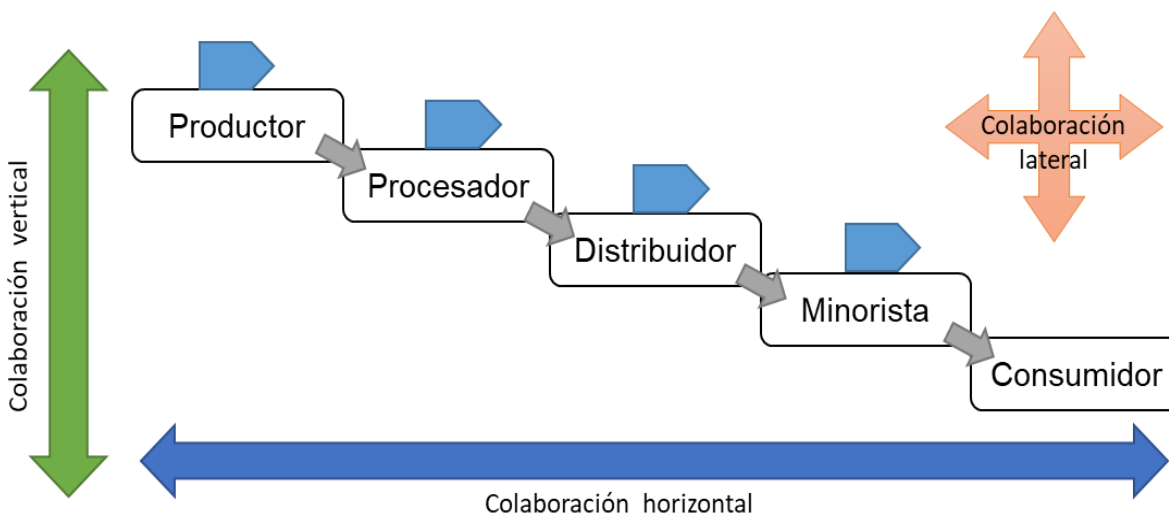 Productor
Procesador
Distribuidor
Minorista
Consumidor
Colaboración
lateral
Colaboración vertical
Colaboración horizontal